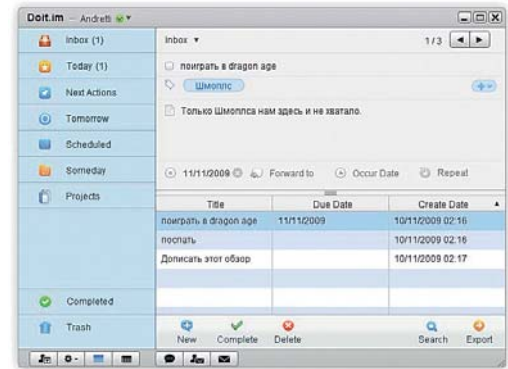 Doit.im — Andretti
Inbox (1)
Today (1)
Next Actions
Tomorrow
Scheduled
Someday
Projects
Completed
Trash
Inbox ▾ 1/3
поиграть в dragon age
Шмоппс
Только Шмоппса нам здесь и не хватало.
11/11/2009 Forward to Occur Date Repeat
Title Due Date Create Date
поиграть в dragon age 11/11/2009 10/11/2009 02:16
поспать 10/11/2009 02:16
Дописать этот обзор 10/11/2009 02:17
New Complete Delete Search Export